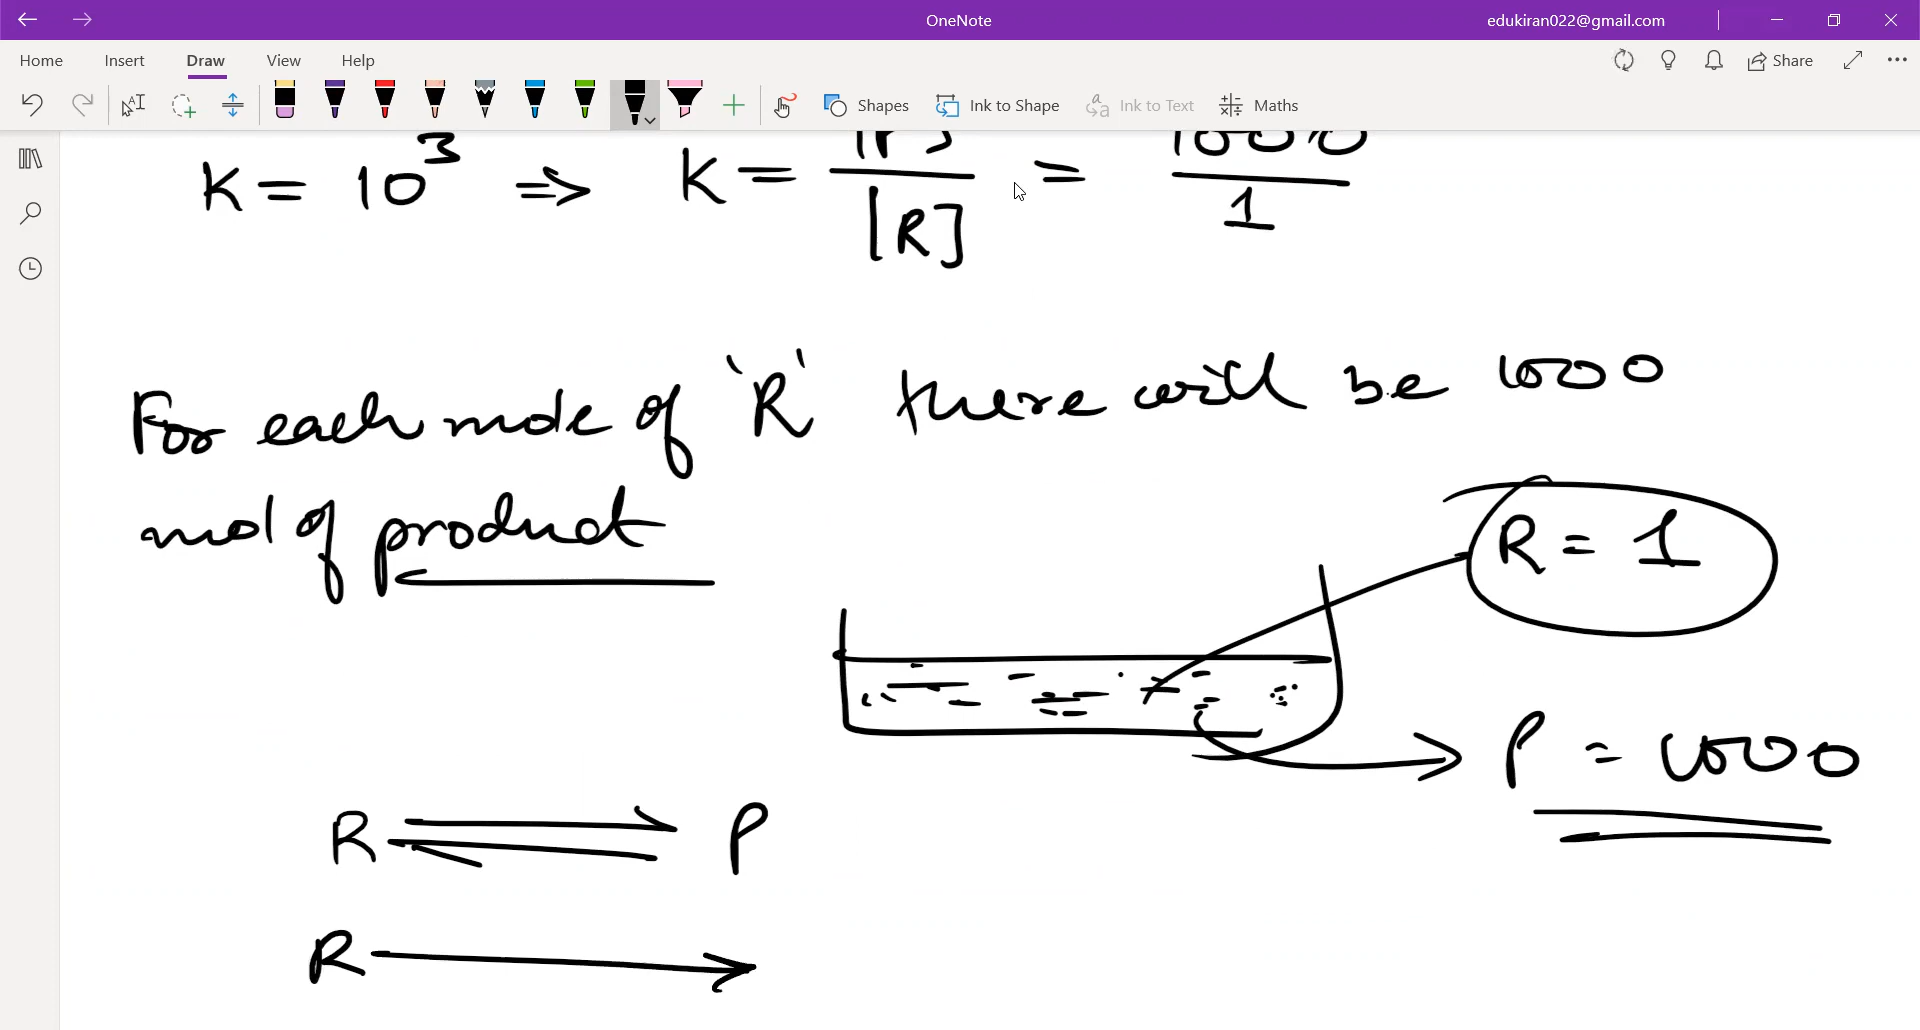 OneNote
edukiran022@gmail.com
Home Insert Draw View Help
Share
Shapes Ink to Shape Ink to Text Maths
K = 10³ ⇒ K = [P] / [R] = 1000 / 1
For each mole of 'R' there will be 1000
mol of product
R = 1
P = 1000
R ⇌ P
R →